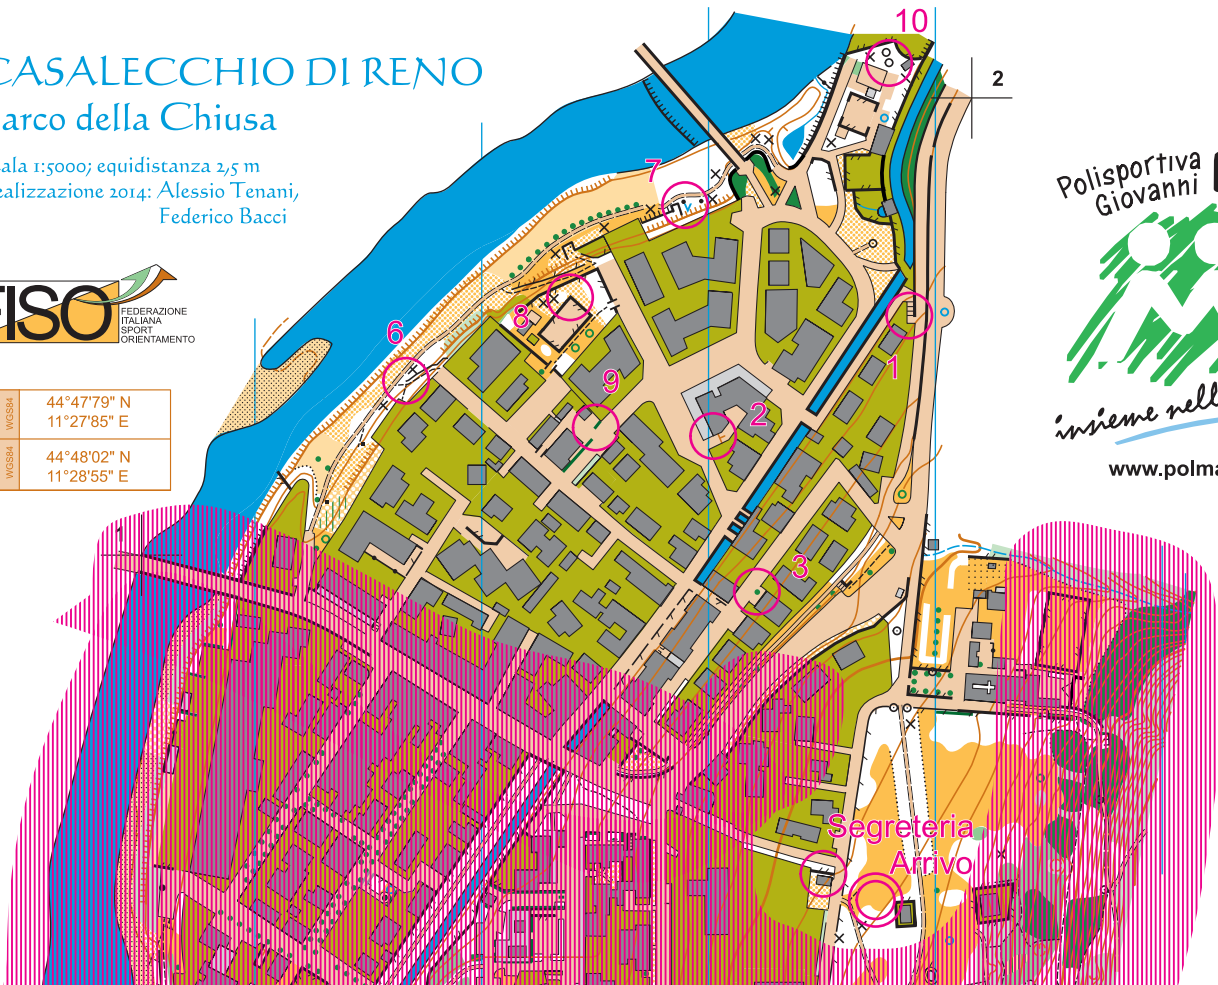 CASALECCHIO DI RENO
arco della Chiusa
ala 1:5000; equidistanza 2,5 m
ealizzazione 2014: Alessio Tenani,
Federico Bacci
FISO
FEDERAZIONE
ITALIANA
SPORT
ORIENTAMENTO
WGS84
44°47'79" N
11°27'85" E
WGS84
44°48'02" N
11°28'55" E
10
2
7
6
8
9
1
2
3
1
Segreteria
Arrivo
Polisportiva
Giovanni
insieme nell
www.polma